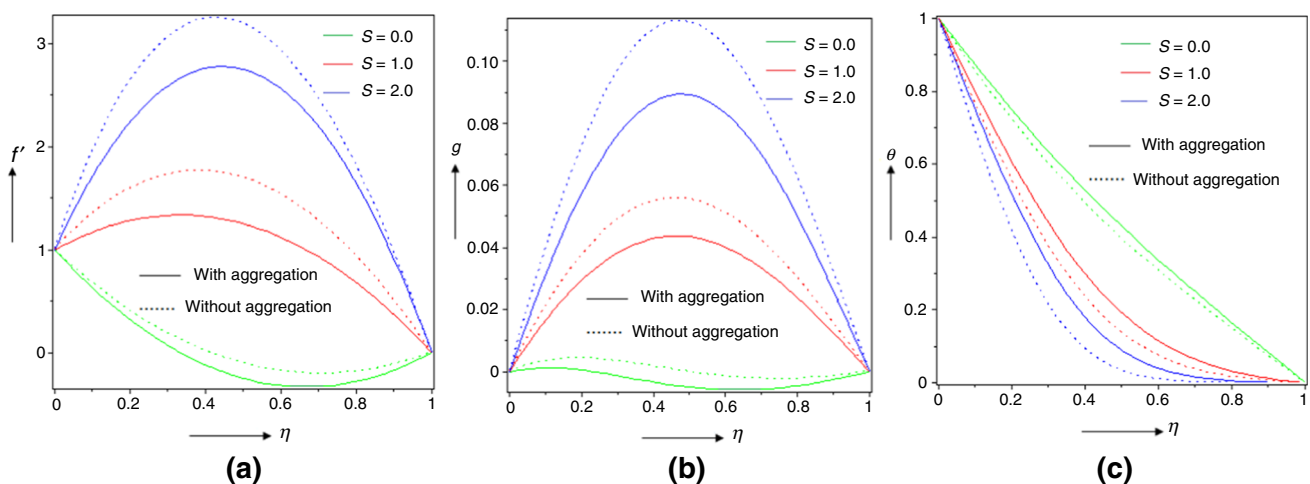 3
2
1
0
f′
S = 0.0
S = 1.0
S = 2.0
With aggregation
Without aggregation
0 0.2 0.4 0.6 0.8 1
η
(a)
0.10
0.08
0.06
0.04
0.02
0
g
S = 0.0
S = 1.0
S = 2.0
With aggregation
Without aggregation
0 0.2 0.4 0.6 0.8 1
η
(b)
1
0.8
0.6
0.4
0.2
0
θ
S = 0.0
S = 1.0
S = 2.0
With aggregation
Without aggregation
0 0.2 0.4 0.6 0.8 1
η
(c)